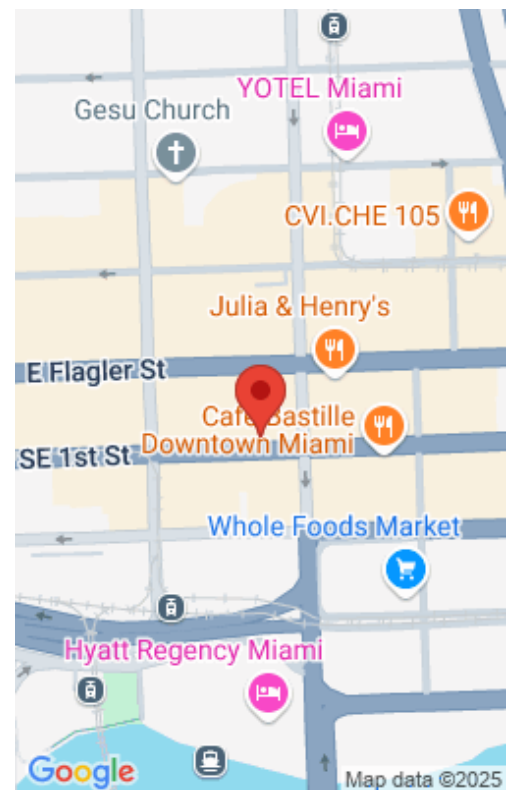 YOTEL Miami
Gesu Church
CVI.CHE 105
Julia & Henry's
E Flagler St
Café Bastille
Downtown Miami
SE 1st St
Whole Foods Market
Hyatt Regency Miami
Google
Map data ©2025